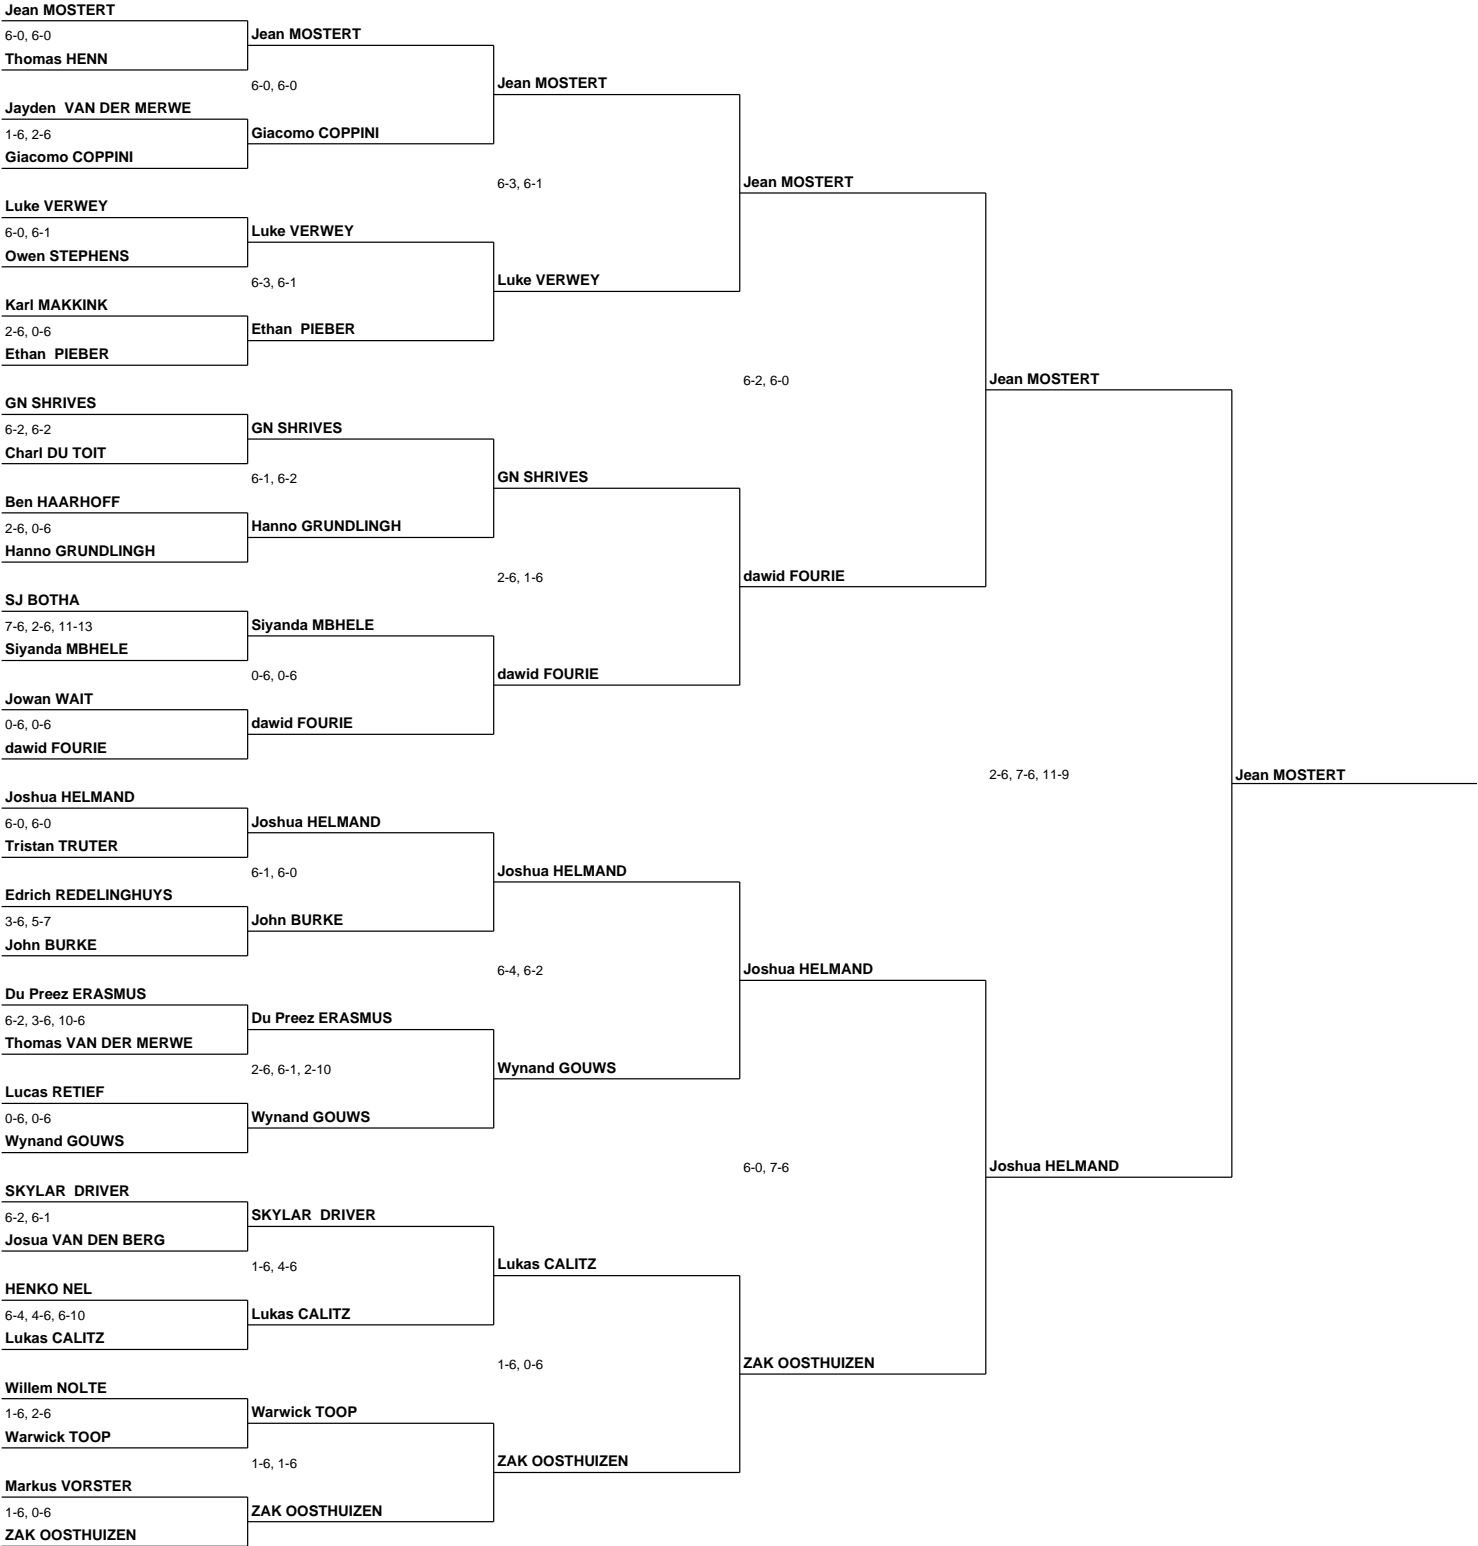 Jean MOSTERT
6-0, 6-0
Thomas HENN
Jean MOSTERT
6-0, 6-0
Jean MOSTERT
Jayden  VAN DER MERWE
1-6, 2-6
Giacomo COPPINI
Giacomo COPPINI
6-3, 6-1
Jean MOSTERT
Luke VERWEY
6-0, 6-1
Owen STEPHENS
Luke VERWEY
6-3, 6-1
Luke VERWEY
Karl MAKKINK
2-6, 0-6
Ethan  PIEBER
Ethan  PIEBER
6-2, 6-0
Jean MOSTERT
GN SHRIVES
6-2, 6-2
Charl DU TOIT
GN SHRIVES
6-1, 6-2
GN SHRIVES
Ben HAARHOFF
2-6, 0-6
Hanno GRUNDLINGH
Hanno GRUNDLINGH
2-6, 1-6
dawid FOURIE
SJ BOTHA
7-6, 2-6, 11-13
Siyanda MBHELE
Siyanda MBHELE
0-6, 0-6
dawid FOURIE
Jowan WAIT
0-6, 0-6
dawid FOURIE
dawid FOURIE
2-6, 7-6, 11-9
Jean MOSTERT
Joshua HELMAND
6-0, 6-0
Tristan TRUTER
Joshua HELMAND
6-1, 6-0
Joshua HELMAND
Edrich REDELINGHUYS
3-6, 5-7
John BURKE
John BURKE
6-4, 6-2
Joshua HELMAND
Du Preez ERASMUS
6-2, 3-6, 10-6
Thomas VAN DER MERWE
Du Preez ERASMUS
2-6, 6-1, 2-10
Wynand GOUWS
Lucas RETIEF
0-6, 0-6
Wynand GOUWS
Wynand GOUWS
6-0, 7-6
Joshua HELMAND
SKYLAR  DRIVER
6-2, 6-1
Josua VAN DEN BERG
SKYLAR  DRIVER
1-6, 4-6
Lukas CALITZ
HENKO NEL
6-4, 4-6, 6-10
Lukas CALITZ
Lukas CALITZ
1-6, 0-6
ZAK OOSTHUIZEN
Willem NOLTE
1-6, 2-6
Warwick TOOP
Warwick TOOP
1-6, 1-6
ZAK OOSTHUIZEN
Markus VORSTER
1-6, 0-6
ZAK OOSTHUIZEN
ZAK OOSTHUIZEN